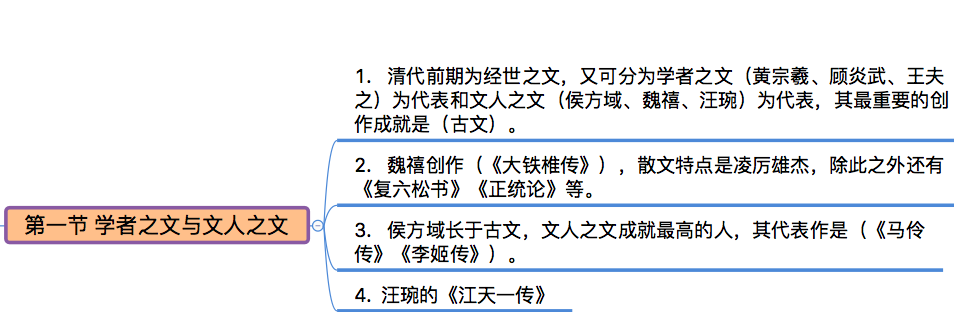 第一节 学者之文与文人之文
1. 清代前期为经世之文，又可分为学者之文（黄宗羲、顾炎武、王夫
之）为代表和文人之文（侯方域、魏禧、汪琬）为代表，其最重要的创
作成就是（古文）。
2. 魏禧创作（《大铁椎传》），散文特点是凌厉雄杰，除此之外还有
《复六松书》《正统论》等。
3. 侯方域长于古文，文人之文成就最高的人，其代表作是（《马伶
传》《李姬传》）。
4. 汪琬的《江天一传》